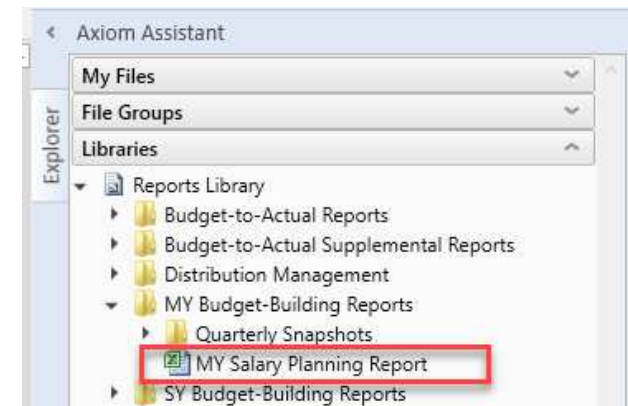 Axiom Assistant
My Files
File Groups
Explorer
Libraries
Reports Library
Budget-to-Actual Reports
Budget-to-Actual Supplemental Reports
Distribution Management
MY Budget-Building Reports
Quarterly Snapshots
MY Salary Planning Report
SY Budget-Building Reports